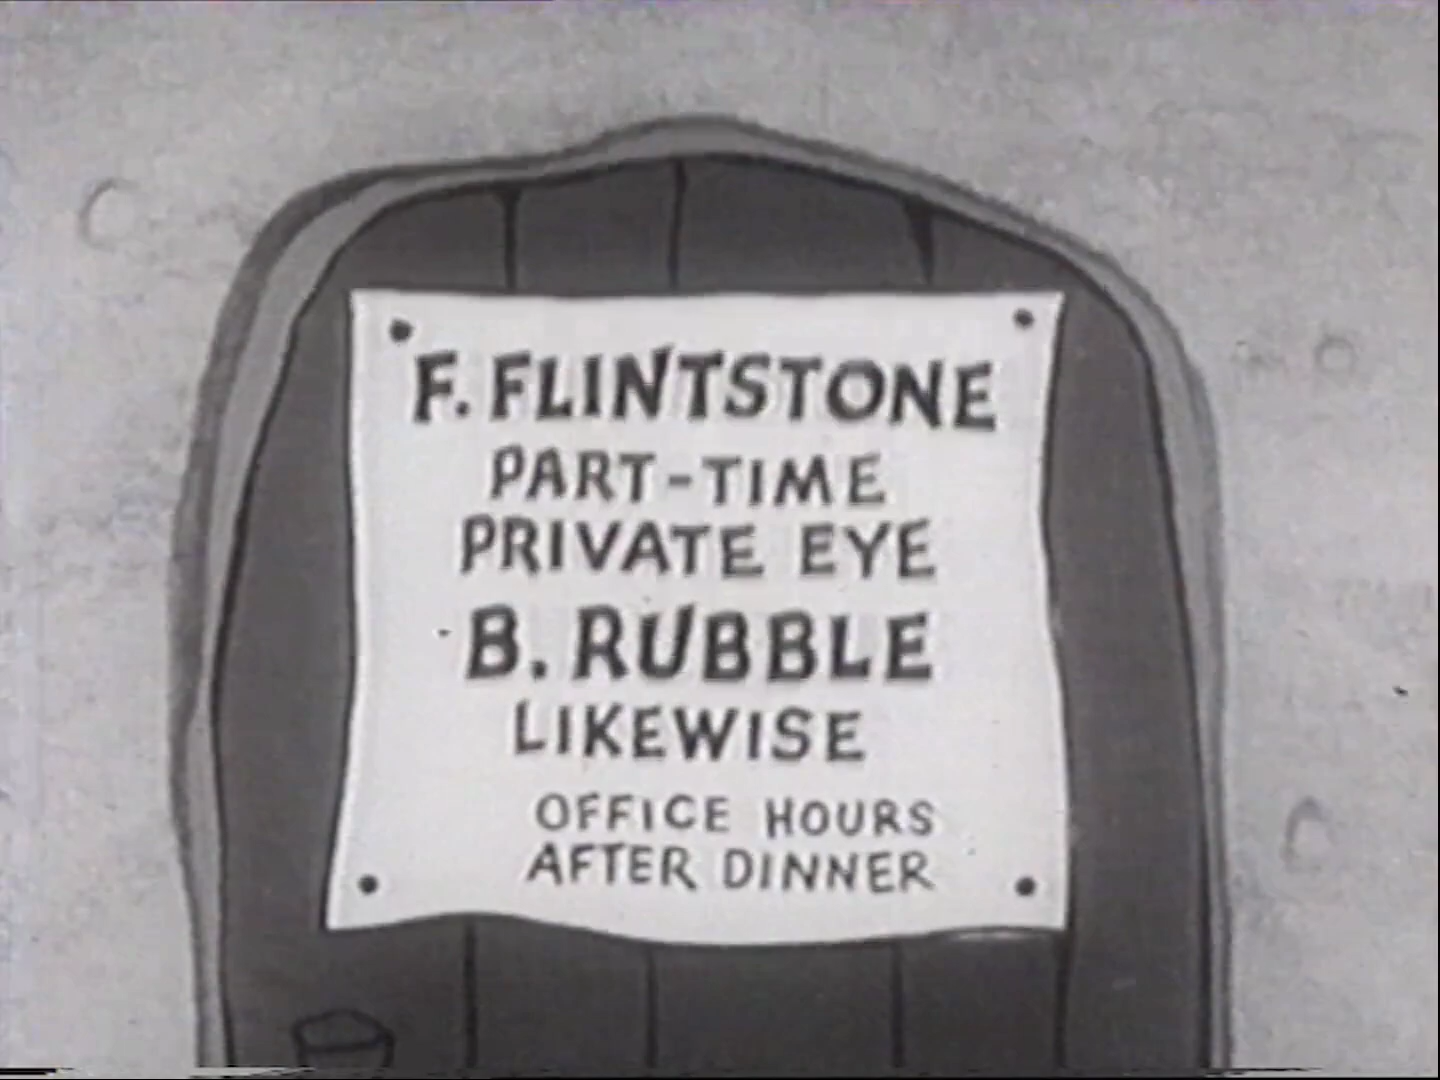 F. FLINTSTONE
PART-TIME
PRIVATE EYE
B. RUBBLE
LIKEWISE
OFFICE HOURS
AFTER DINNER